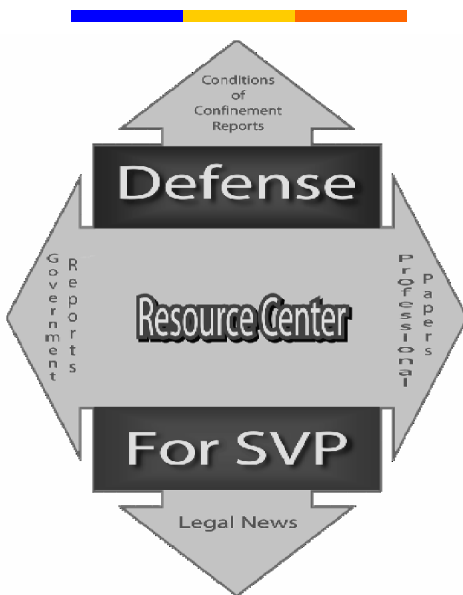 Conditions
of
Confinement
Reports
Defense
Government
Reports
Resource Center
Professional
Papers
For SVP
Legal News